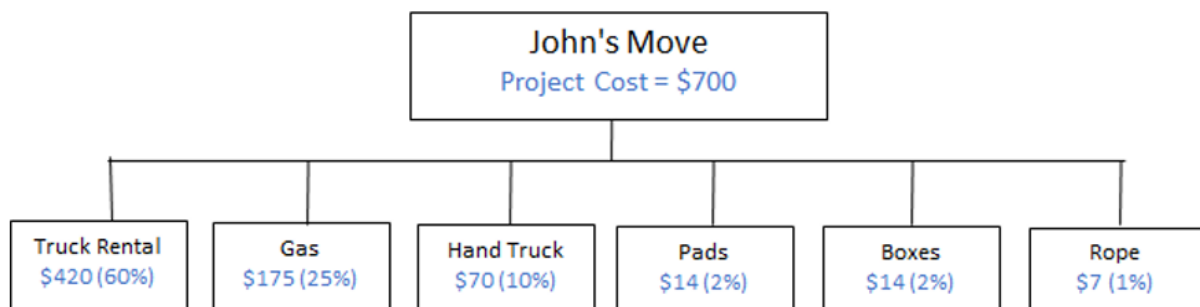 John's Move
Project Cost = $700
Truck Rental
$420 (60%)
Gas
$175 (25%)
Hand Truck
$70 (10%)
Pads
$14 (2%)
Boxes
$14 (2%)
Rope
$7 (1%)